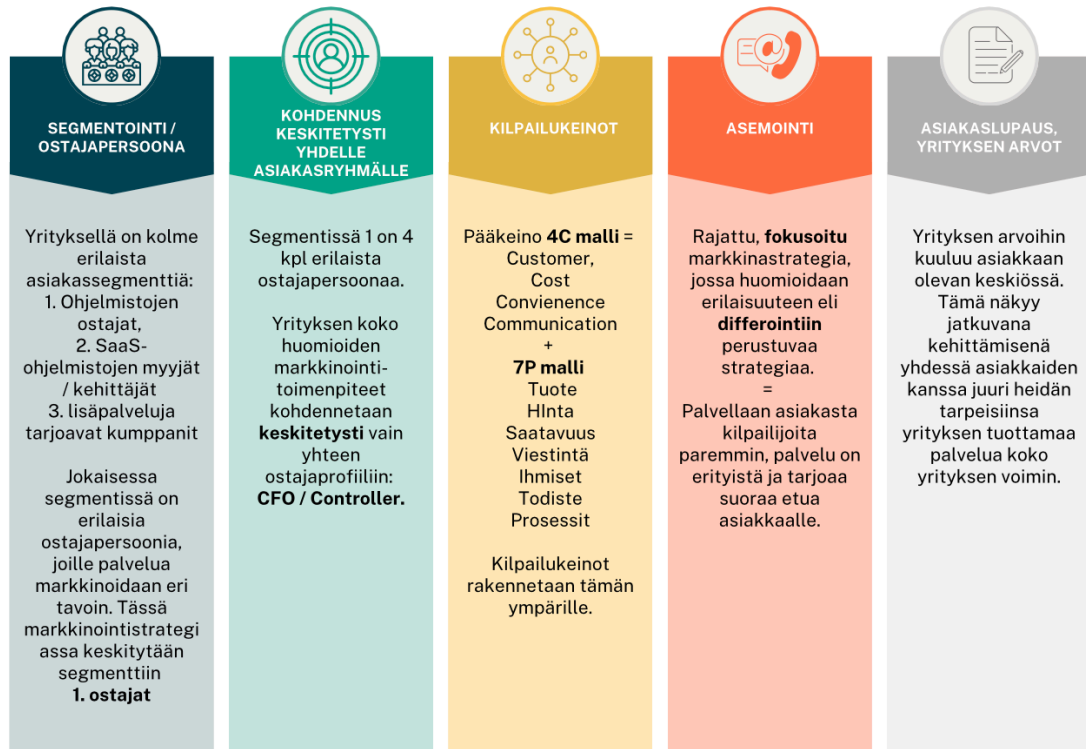 SEGMENTOINTI /
OSTAJAPERSOONA
Yrityksellä on kolme
erilaista
asiakassegmenttiä:
1. Ohjelmistojen
ostajat,
2. SaaS-
ohjelmistojen myyjät
/ kehittäjät
3. lisäpalveluja
tarjoavat kumppanit
Jokaisessa
segmentissä on
erilaisia
ostajapersoonia,
joille palvelua
markkinoidaan eri
tavoin. Tässä
markkinointistrategi
assa keskitytään
segmenttiin
1. ostajat
KOHDENNUS
KESKITETYSTI
YHDELLE
ASIAKASRYHMÄLLE
Segmentissä 1 on 4
kpl erilaista
ostajapersoonaa.
Yrityksen koko
huomioiden
markkinointi-
toimenpiteet
kohdennetaan
keskitetysti vain
yhteen
ostajaprofiiliin:
CFO / Controller.
KILPAILUKEINOT
Pääkeino 4C malli =
Customer,
Cost
Convienence
Communication
+
7P malli
Tuote
HInta
Saatavuus
Viestintä
Ihmiset
Todiste
Prosessit
Kilpailukeinot
rakennetaan tämän
ympärille.
ASEMOINTI
Rajattu, fokusoitu
markkinastrategia,
jossa huomioidaan
erilaisuuteen eli
differointiin
perustuvaa
strategiaa.
=
Palvellaan asiakasta
kilpailijoita
paremmin, palvelu on
erityistä ja tarjoaa
suoraa etua
asiakkaalle.
ASIAKASLUPAUS,
YRITYKSEN ARVOT
Yrityksen arvoihin
kuuluu asiakkaan
olevan keskiössä.
Tämä näkyy
jatkuvana
kehittämisenä
yhdessä asiakkaiden
kanssa juuri heidän
tarpeisiinsa
yrityksen tuottamaa
palvelua koko
yrityksen voimin.